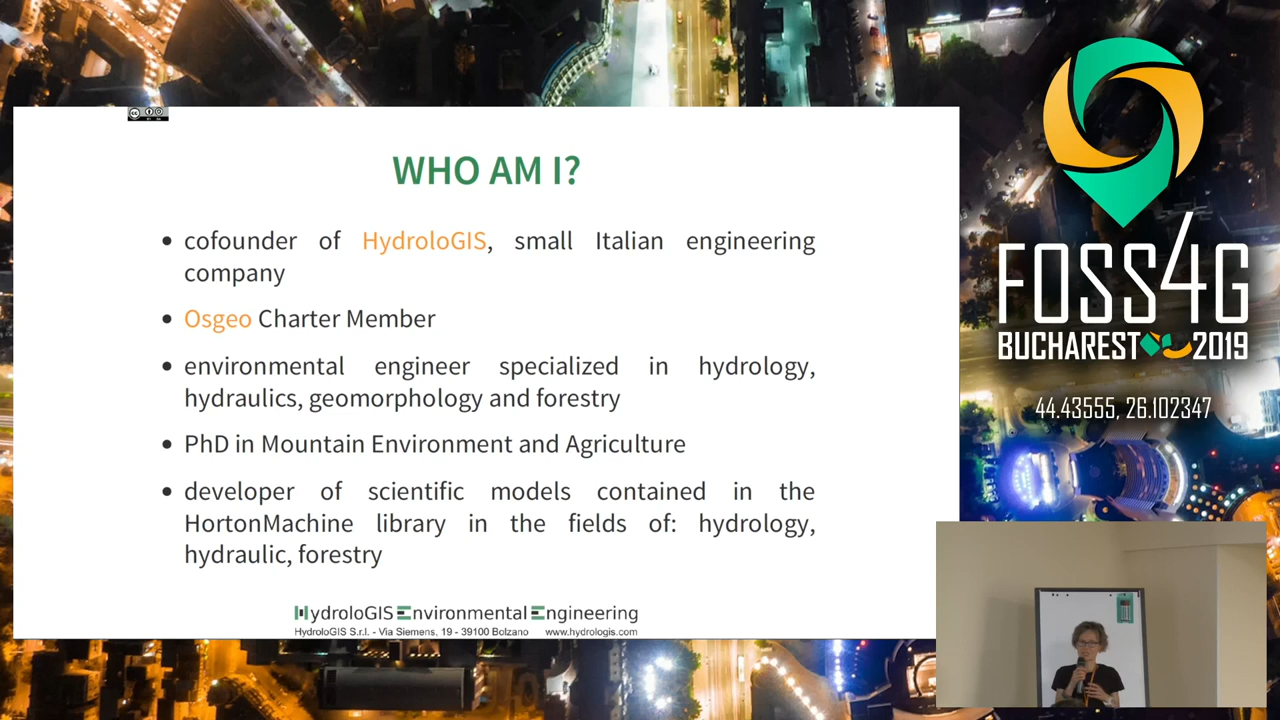 WHO AM I?
cofounder of HydroloGIS, small Italian engineering
company
Osgeo Charter Member
environmental engineer specialized in hydrology,
hydraulics, geomorphology and forestry
PhD in Mountain Environment and Agriculture
developer of scientific models contained in the
HortonMachine library in the fields of: hydrology,
hydraulic, forestry
HydroloGIS Environmental Engineering
HydroloGIS S.r.l. - Via Siemens, 19 - 39100 Bolzano www.hydrologis.com
FOSS4G
BUCHAREST 2019
44.43555, 26.102347